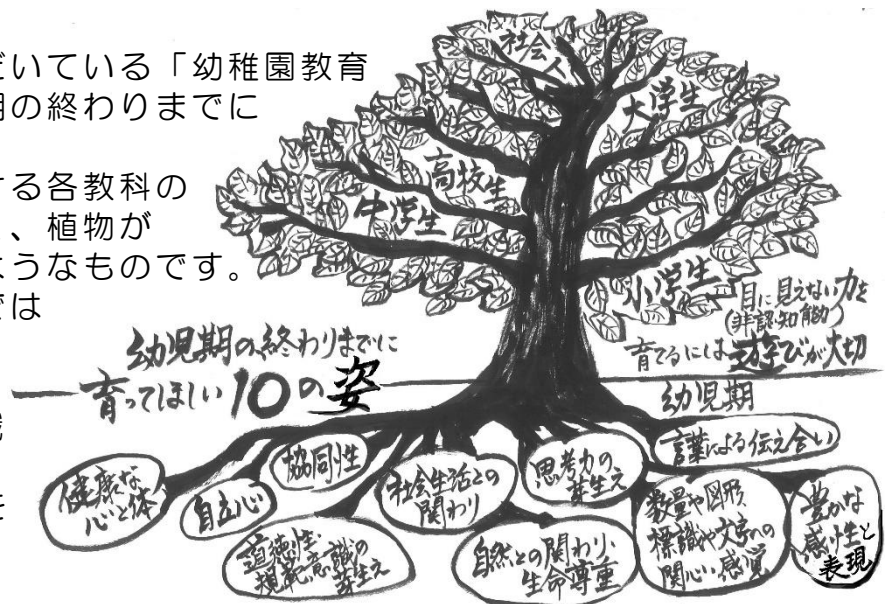 だいている「幼稚園教育
期の終わりまでに
する各教科の
、植物が
ようなものです。
では
社会人
大学生
高校生
中学生
小学生
目に見えない力を
(非認知能力)
育てるには遊びが大切
幼児期の終わりまでに
育ってほしい10の姿
幼児期
健康な
心と体
自立心
協同性
道徳性・
規範意識の
芽生え
社会生活との
関わり
思考力の
芽生え
自然との関わり・
生命尊重
言葉による伝え合い
数量や図形、
標識や文字への
関心・感覚
豊かな
感性と
表現
を